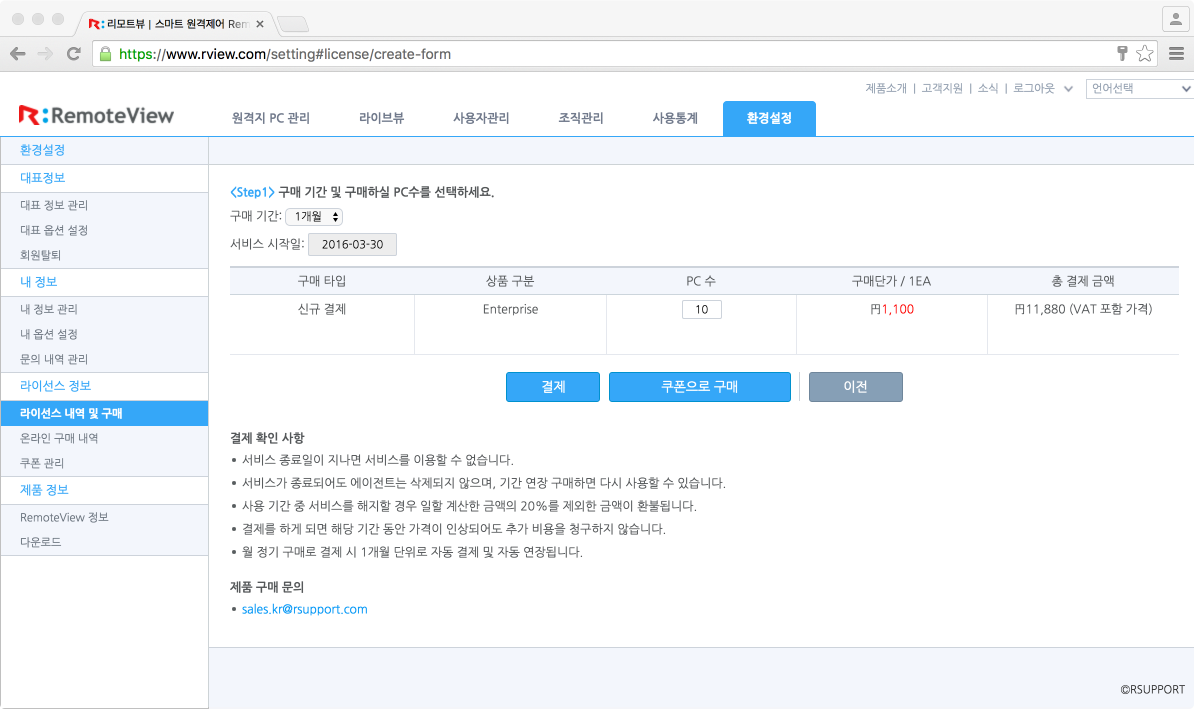 R: 리모트뷰 | 스마트 원격제어 Rem
https://www.rview.com/setting#license/create-form
제품소개 | 고객지원 | 소식 | 로그아웃 언어선택
R:RemoteView
원격지 PC 관리 라이브뷰 사용자관리 조직관리 사용통계 환경설정
환경설정
대표정보
대표 정보 관리
대표 옵션 설정
회원탈퇴
내 정보
내 정보 관리
내 옵션 설정
문의 내역 관리
라이선스 정보
라이선스 내역 및 구매
온라인 구매 내역
쿠폰 관리
제품 정보
RemoteView 정보
다운로드
<Step1> 구매 기간 및 구매하실 PC수를 선택하세요.
구매 기간: 1개월
서비스 시작일: 2016-03-30
구매 타입 상품 구분 PC 수 구매단가 / 1EA 총 결제 금액
신규 결제 Enterprise 10 円1,100 円11,880 (VAT 포함 가격)
결제 쿠폰으로 구매 이전
결제 확인 사항
• 서비스 종료일이 지나면 서비스를 이용할 수 없습니다.
• 서비스가 종료되어도 에이전트는 삭제되지 않으며, 기간 연장 구매하면 다시 사용할 수 있습니다.
• 사용 기간 중 서비스를 해지할 경우 일할 계산한 금액의 20%를 제외한 금액이 환불됩니다.
• 결제를 하게 되면 해당 기간 동안 가격이 인상되어도 추가 비용을 청구하지 않습니다.
• 월 정기 구매로 결제 시 1개월 단위로 자동 결제 및 자동 연장됩니다.
제품 구매 문의
• sales.kr@rsupport.com
©RSUPPORT